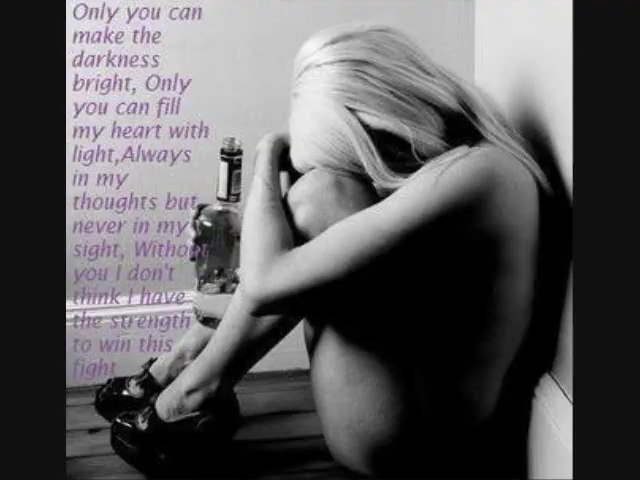 Only you can
make the
darkness
bright, Only
you can fill
my heart with
light,Always
in my
thoughts but
never in my
sight, Without
you I don't
think I have
the strength
to win this
fight